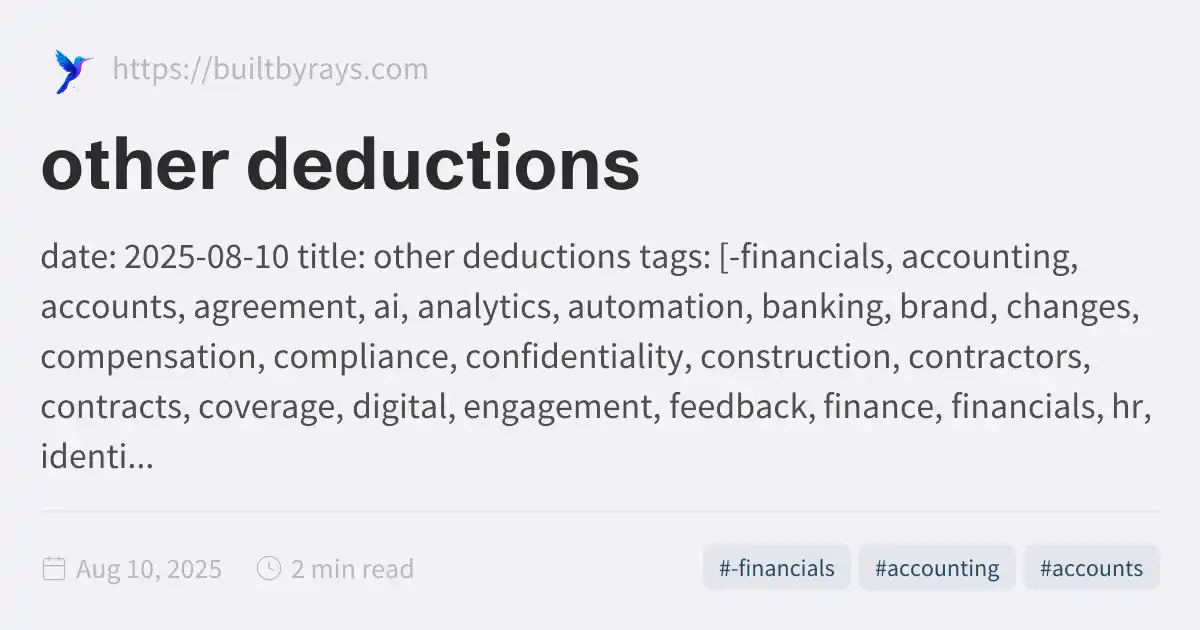 https://builtbyrays.com
other deductions
date: 2025-08-10 title: other deductions tags: [-financials, accounting,
accounts, agreement, ai, analytics, automation, banking, brand, changes,
compensation, compliance, confidentiality, construction, contractors,
contracts, coverage, digital, engagement, feedback, finance, financials, hr,
identi...
Aug 10, 2025 2 min read #-financials #accounting #accounts